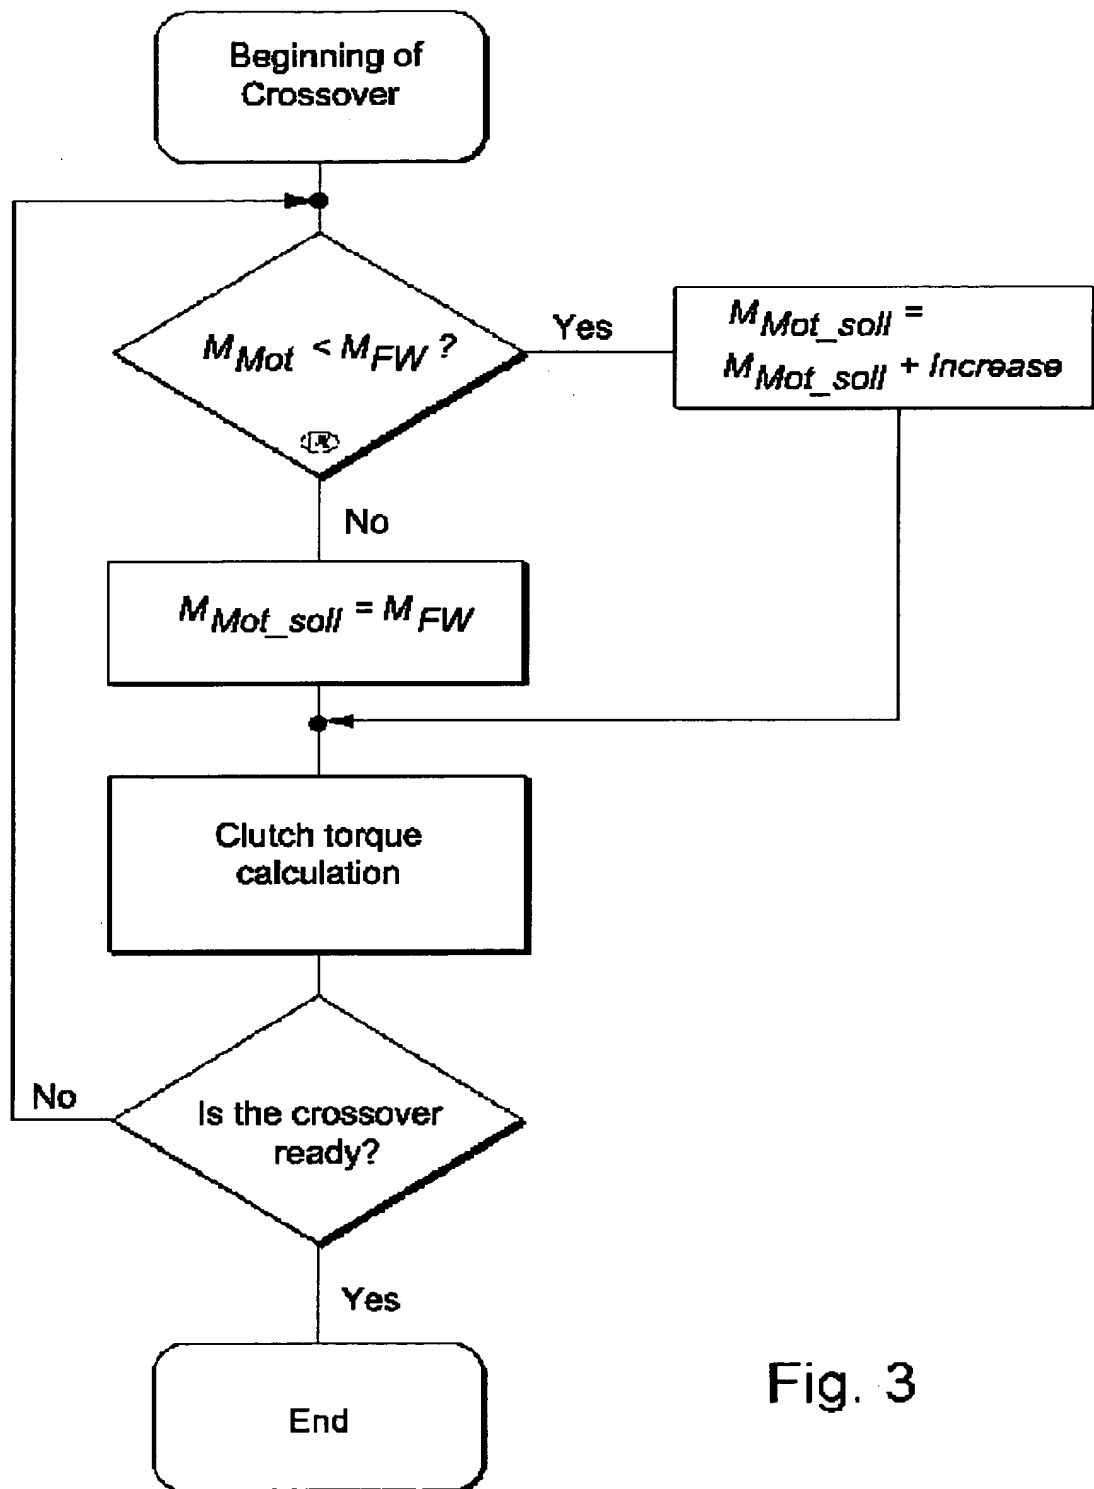 Beginning of
Crossover
M_Mot < M_FW ?
Yes
M_Mot_soll =
M_Mot_soll + Increase
No
M_Mot_soll = M_FW
Clutch torque
calculation
No
Is the crossover
ready?
Yes
End
Fig. 3